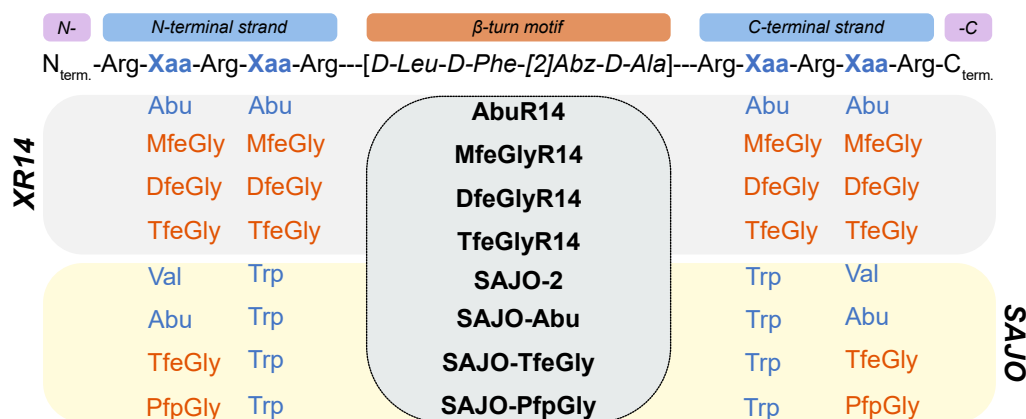 N- N-terminal strand β-turn motif C-terminal strand -C
N term. -Arg-Xaa-Arg-Xaa-Arg---[D-Leu-D-Phe-[2]Abz-D-Ala]---Arg-Xaa-Arg-Xaa-Arg-C term.
XR14
Abu Abu AbuR14 Abu Abu
MfeGly MfeGly MfeGlyR14 MfeGly MfeGly
DfeGly DfeGly DfeGlyR14 DfeGly DfeGly
TfeGly TfeGly TfeGlyR14 TfeGly TfeGly
SAJO
Val Trp SAJO-2 Trp Val
Abu Trp SAJO-Abu Trp Abu
TfeGly Trp SAJO-TfeGly Trp TfeGly
PfpGly Trp SAJO-PfpGly Trp PfpGly